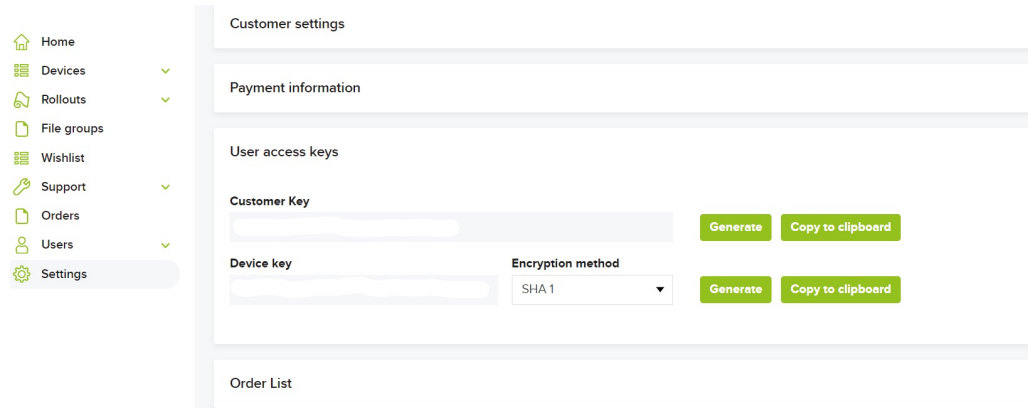 Home
Devices
Rollouts
File groups
Wishlist
Support
Orders
Users
Settings
Customer settings
Payment information
User access keys
Customer Key
Generate
Copy to clipboard
Device key
Encryption method
SHA 1
Generate
Copy to clipboard
Order List